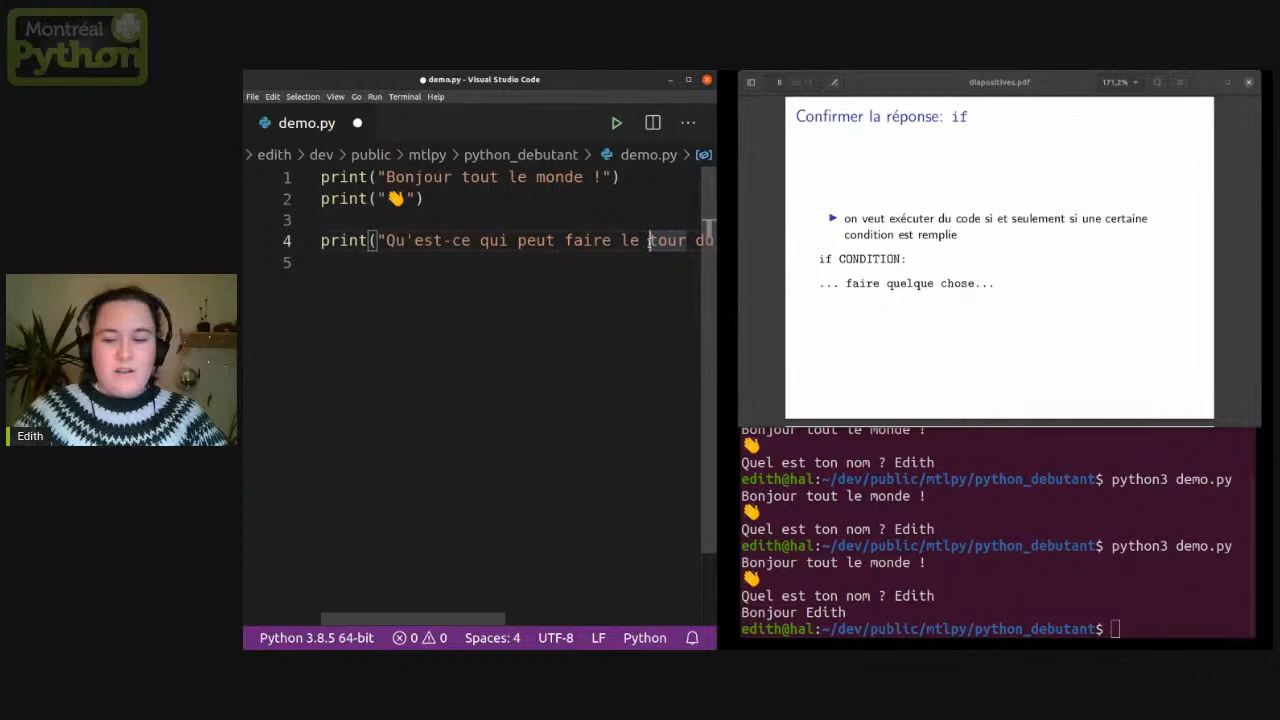 Montréal
Python
demo.py - Visual Studio Code
File Edit Selection View Go Run Terminal Help
demo.py
edith > dev > public > mtlpy > python_debutant > demo.py >
1 print("Bonjour tout le monde !")
2 print("👋")
3
4 print("Qu'est-ce qui peut faire le tour du
5
Python 3.8.5 64-bit 0 0 Spaces: 4 UTF-8 LF Python
Edith
8 diapositives.pdf 171,2%
Confirmer la réponse: if
▶ on veut exécuter du code si et seulement si une certaine
condition est remplie
if CONDITION:
... faire quelque chose...
Bonjour tout le monde !
👋
Quel est ton nom ? Edith
edith@hal:~/dev/public/mtlpy/python_debutant$ python3 demo.py
Bonjour tout le monde !
👋
Quel est ton nom ? Edith
edith@hal:~/dev/public/mtlpy/python_debutant$ python3 demo.py
Bonjour tout le monde !
👋
Quel est ton nom ? Edith
Bonjour Edith
edith@hal:~/dev/public/mtlpy/python_debutant$